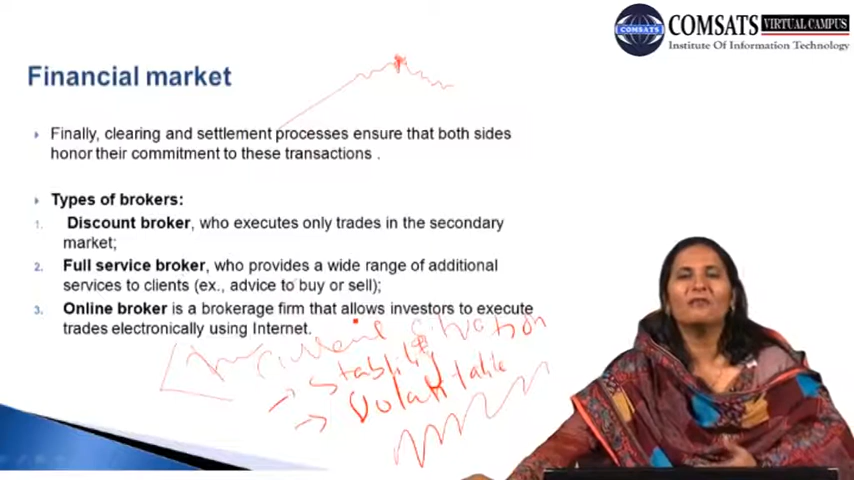 COMSATS VIRTUAL CAMPUS
COMSATS
Institute Of Information Technology
Financial market
Finally, clearing and settlement processes ensure that both sides
honor their commitment to these transactions .
Types of brokers:
1. Discount broker, who executes only trades in the secondary
market;
2. Full service broker, who provides a wide range of additional
services to clients (ex., advice to buy or sell);
3. Online broker is a brokerage firm that allows investors to execute
trades electronically using Internet.
Situation
Stability